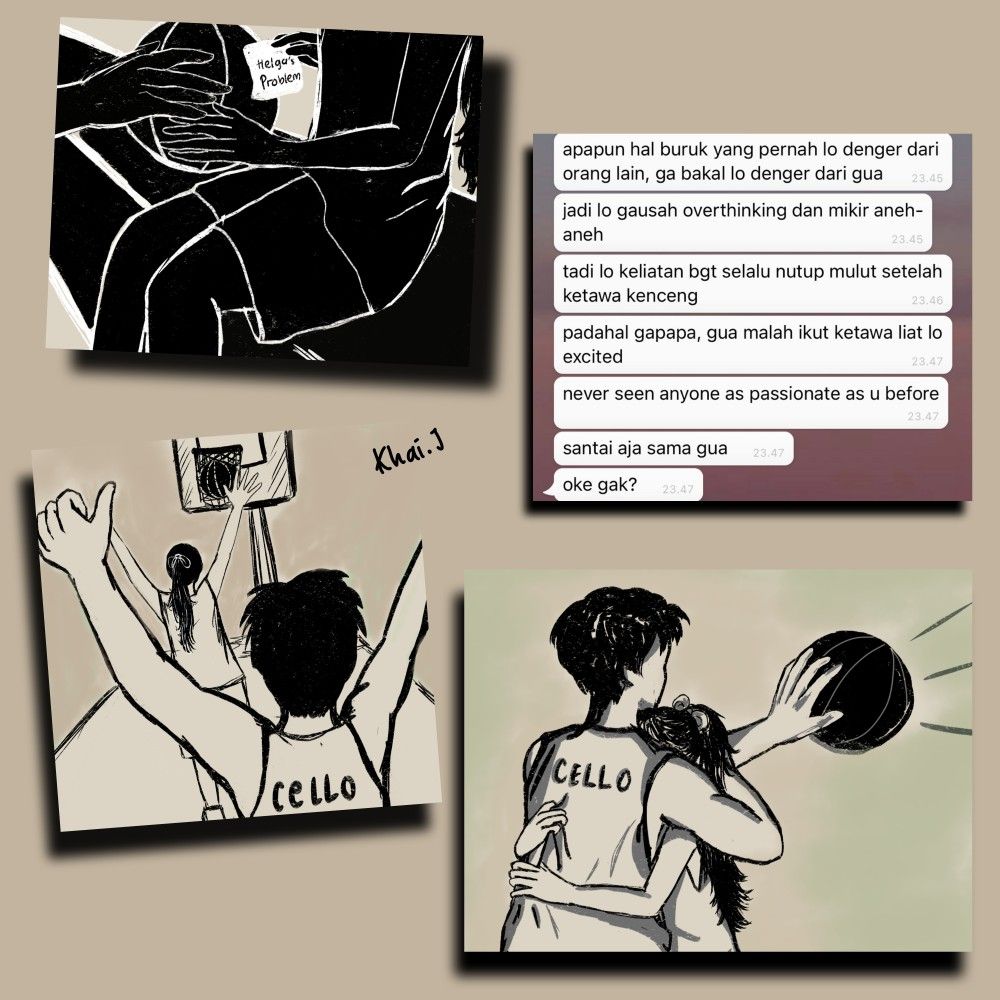 Helga's
Problem
apapun hal buruk yang pernah lo denger dari
orang lain, ga bakal lo denger dari gua
23.45
jadi lo gausah overthinking dan mikir aneh-
aneh
23.45
tadi lo keliatan bgt selalu nutup mulut setelah
ketawa kenceng
23.46
padahal gapapa, gua malah ikut ketawa liat lo
excited
23.47
never seen anyone as passionate as u before
23.47
santai aja sama gua
23.47
oke gak?
23.47
Khai.J
CELLO
CELLO